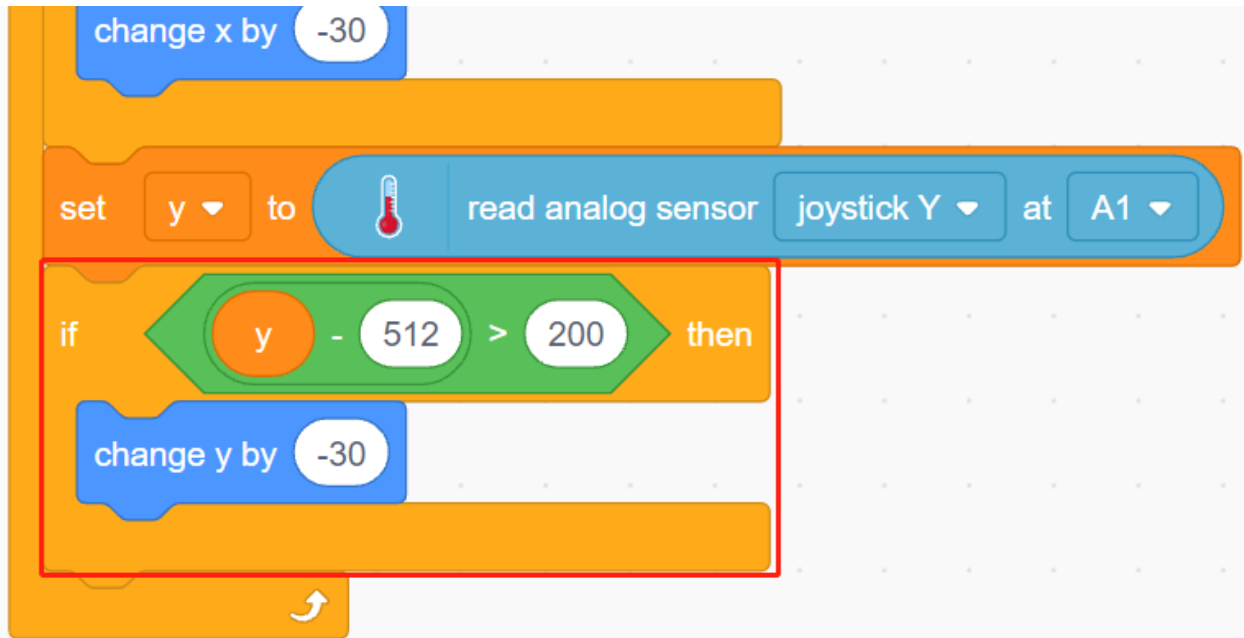 change x by -30
set y to read analog sensor joystick Y at A1
if y - 512 > 200 then
change y by -30